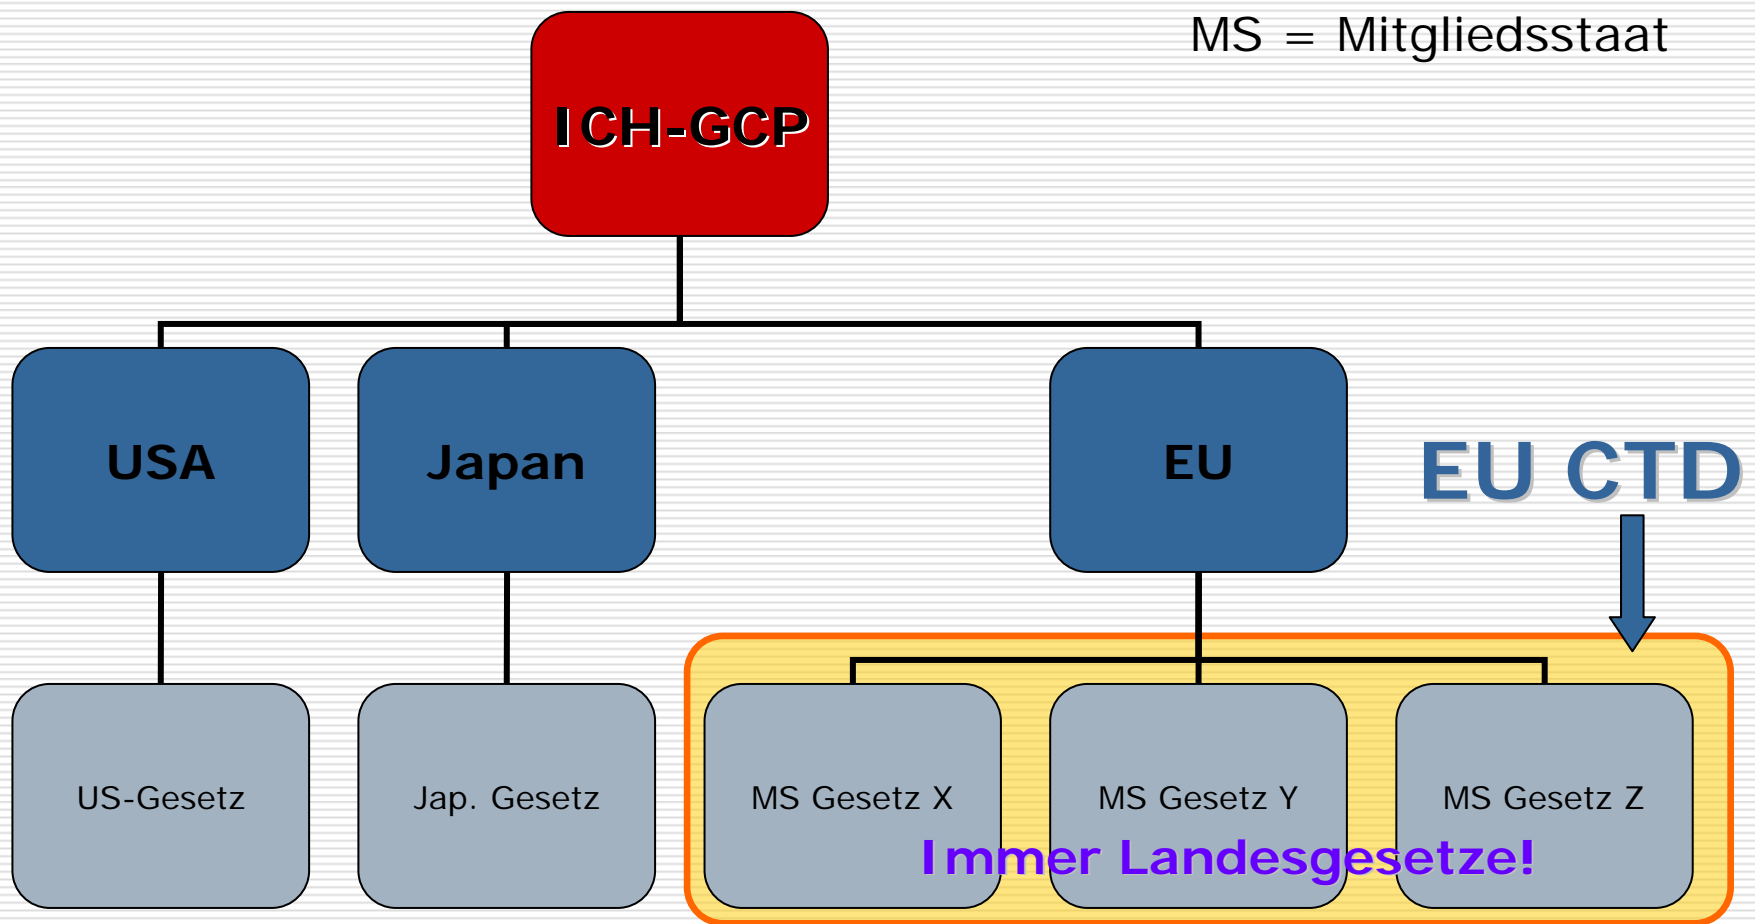 MS = Mitgliedsstaat
ICH-GCP
USA
Japan
EU
EU CTD
US-Gesetz
Jap. Gesetz
MS Gesetz X
MS Gesetz Y
MS Gesetz Z
Immer Landesgesetze!